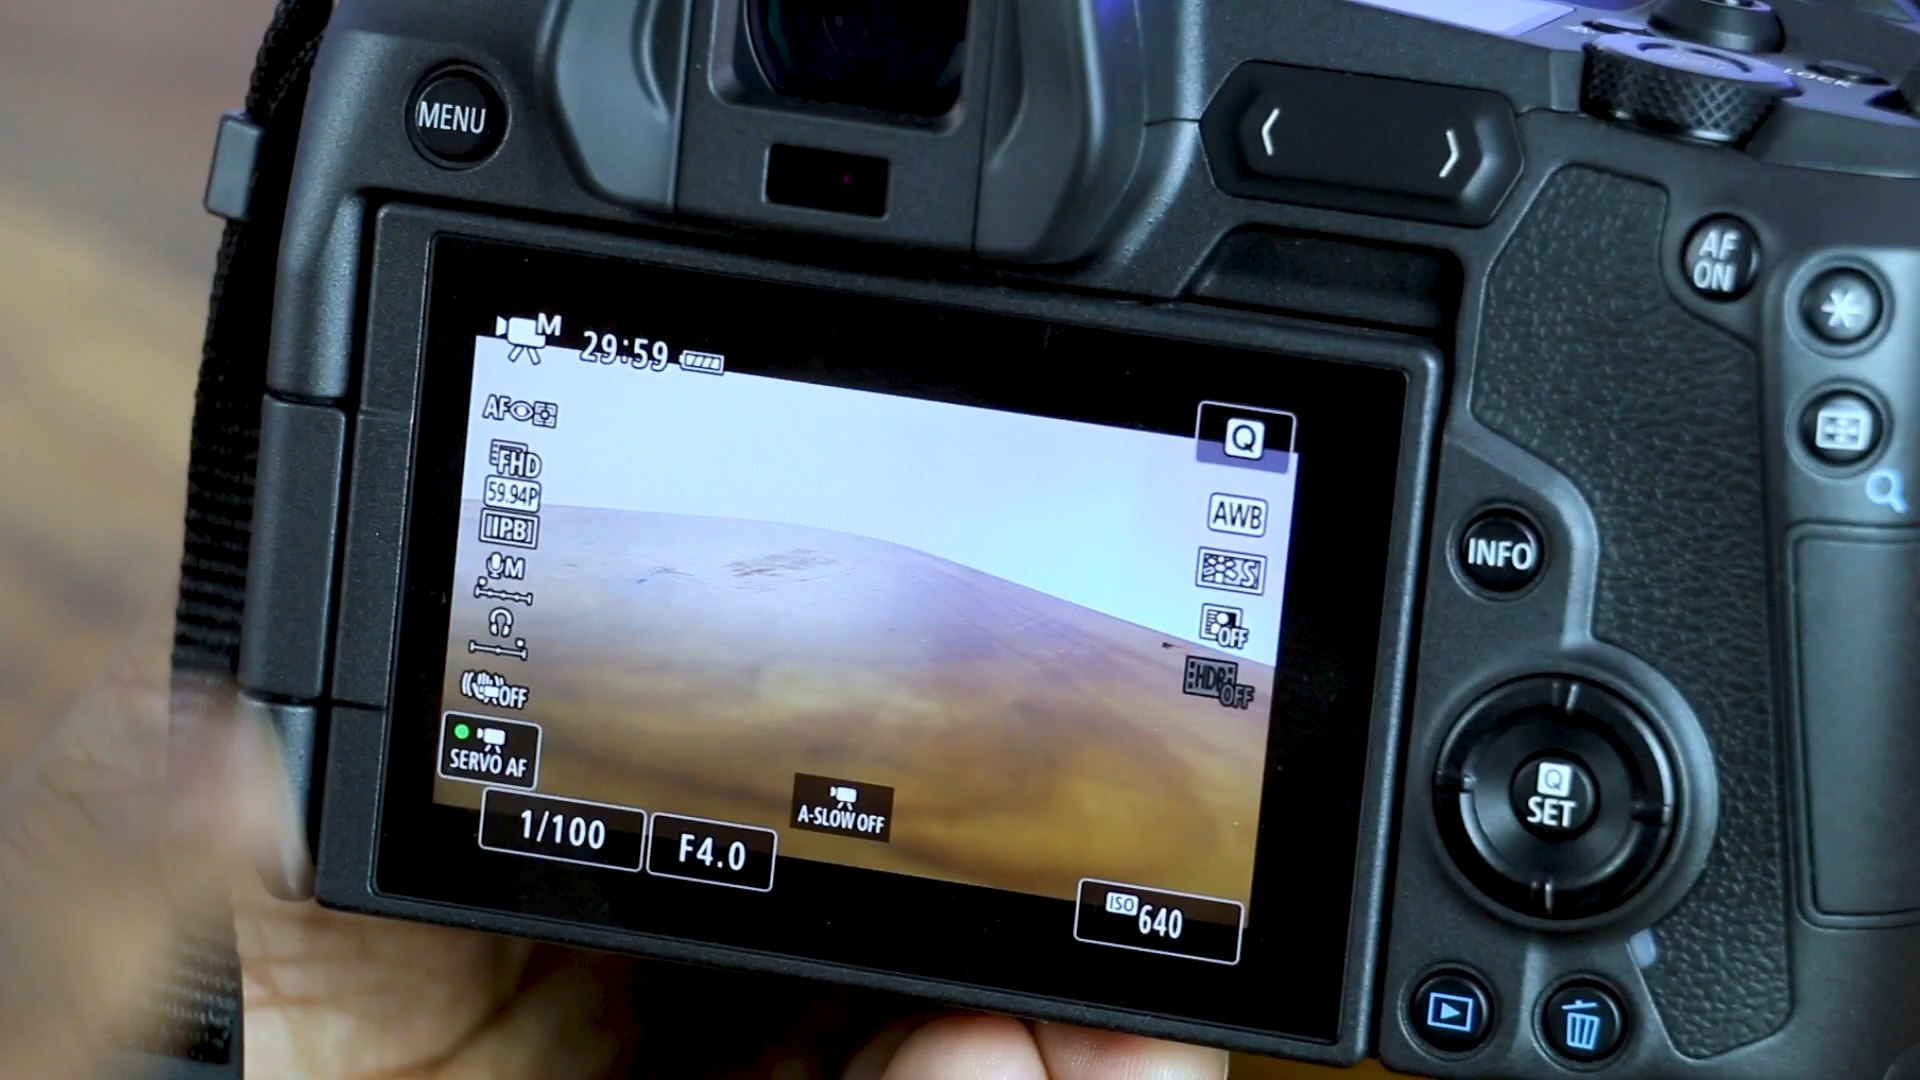 MENU
LOCK
AF
ON
M
29:59
Q
AF
FHD
59.94P
IPB
AWB
S
M
OFF
HDR
OFF
OFF
SERVO AF
A-SLOW OFF
1/100
F4.0
ISO
640
INFO
Q
SET